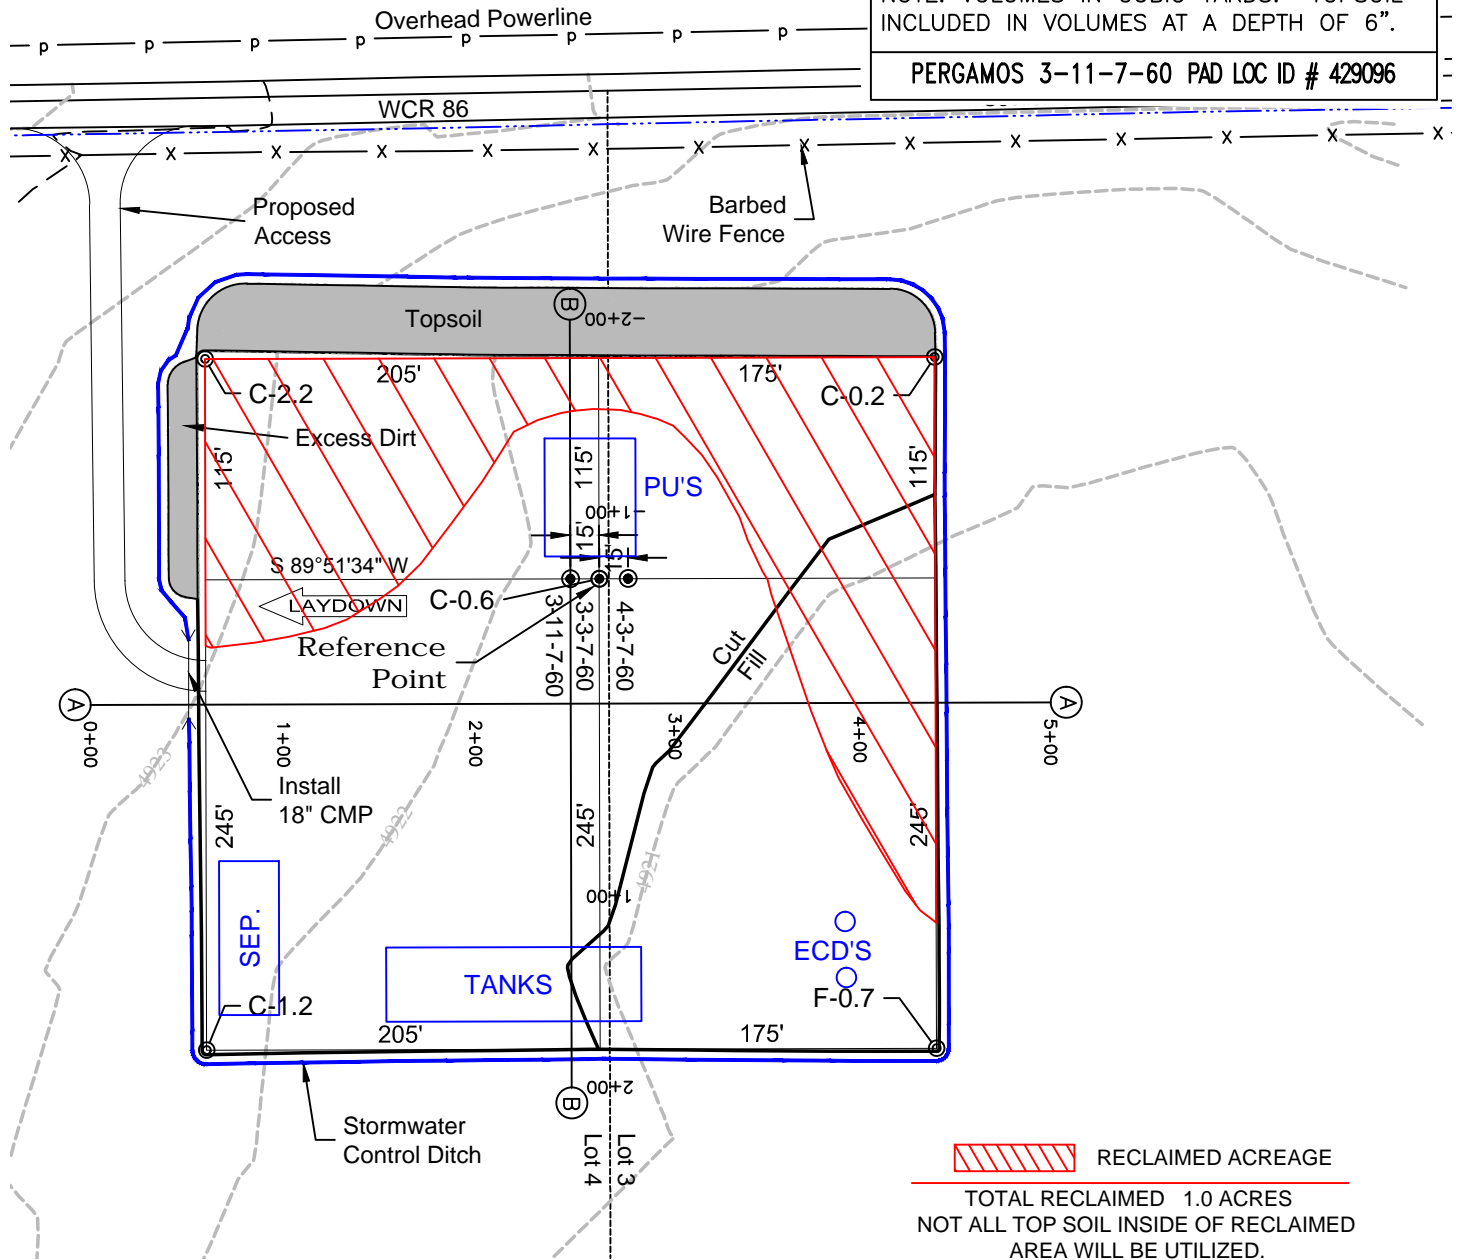 NOTE: VOLUMES IN CUBIC YARDS. TOPSOIL
INCLUDED IN VOLUMES AT A DEPTH OF 6".
PERGAMOS 3-11-7-60 PAD LOC ID # 429096
Overhead Powerline
p p p p p p p p
WCR 86
X X X X X X X X X X X X X X
Proposed
Access
Barbed
Wire Fence
Topsoil
B
-2+00
205'
175'
C-2.2
C-0.2
Excess Dirt
115'
115'
115'
PU'S
-1+00
15'
15'
S 89°51'34" W
LAYDOWN
C-0.6
Reference
Point
3-11-7-60
3-3-7-60
4-3-7-60
Cut
Fill
A
0+00
1+00
2+00
3+00
4+00
5+00
A
4923
4922
4921
Install
18" CMP
245'
245'
245'
1+00
SEP.
TANKS
ECD'S
C-1.2
F-0.7
205'
175'
2+00
B
Stormwater
Control Ditch
Lot 4
Lot 3
RECLAIMED ACREAGE
TOTAL RECLAIMED 1.0 ACRES
NOT ALL TOP SOIL INSIDE OF RECLAIMED
AREA WILL BE UTILIZED.